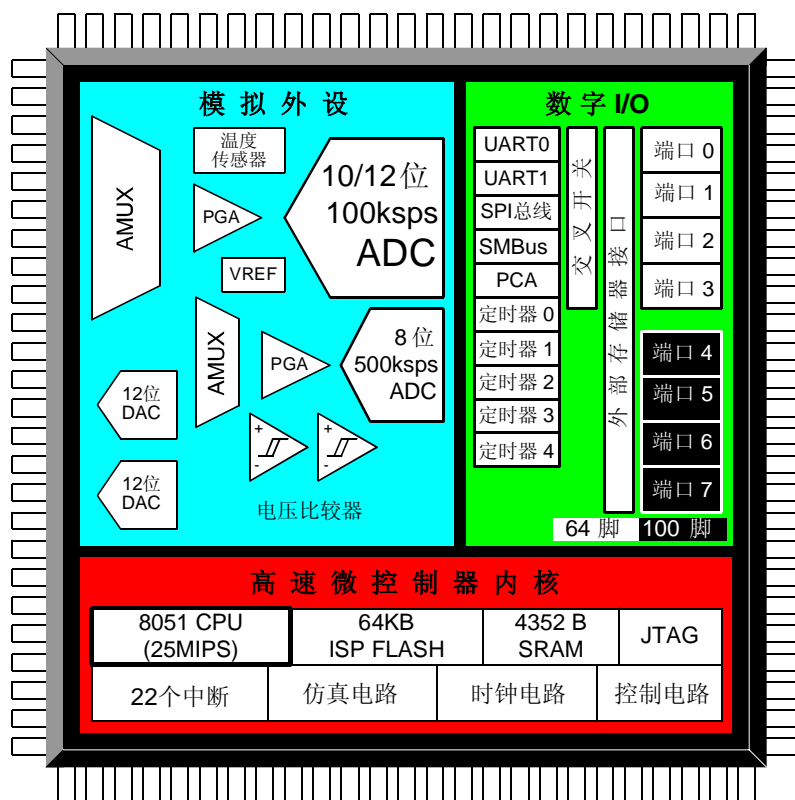 模拟外设
AMUX
温度
传感器
PGA
VREF
10/12位
100ksps
ADC
AMUX
PGA
8位
500ksps
ADC
12位
DAC
12位
DAC
+
-
+
-
电压比较器
数字 I/O
UART0
UART1
SPI总线
SMBus
PCA
定时器 0
定时器 1
定时器 2
定时器 3
定时器 4
交叉开关
外部存储器接口
端口 0
端口 1
端口 2
端口 3
端口 4
端口 5
端口 6
端口 7
64 脚
100 脚
高速微控制器内核
8051 CPU
(25MIPS)
64KB
ISP FLASH
4352 B
SRAM
JTAG
22个中断
仿真电路
时钟电路
控制电路